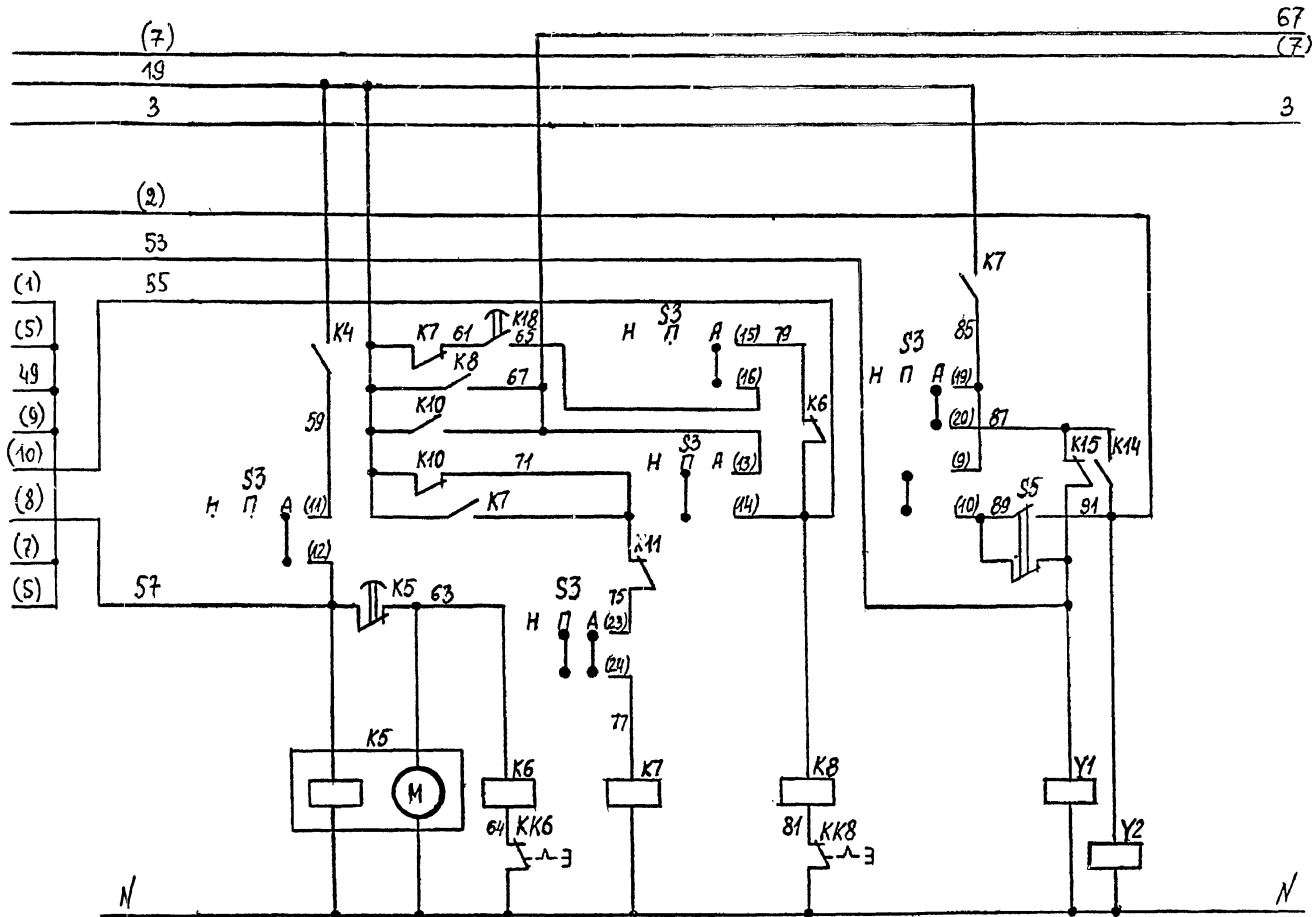 67
(7) (7)
19
3 3
(2)
53
55
(1)
(5)
49
(9)
(10)
(8)
(7)
(5)
K4
59
K7 61 K18 65
K8 67
K10
K10 71
K7
K11
75
S3
Н П А (11)
(12)
57
K5 63
S3
Н П А (15) 79
(16)
K6
S3
Н П А (13)
(14)
S3
Н П А (23)
(24)
77
K7
85
S3
Н П А (19)
(20) 87
K15 K14
(9)
(10) 89 S5 91
K5
M
K6
64 KK6
K7
K8
81 KK8
Y1
Y2
N N